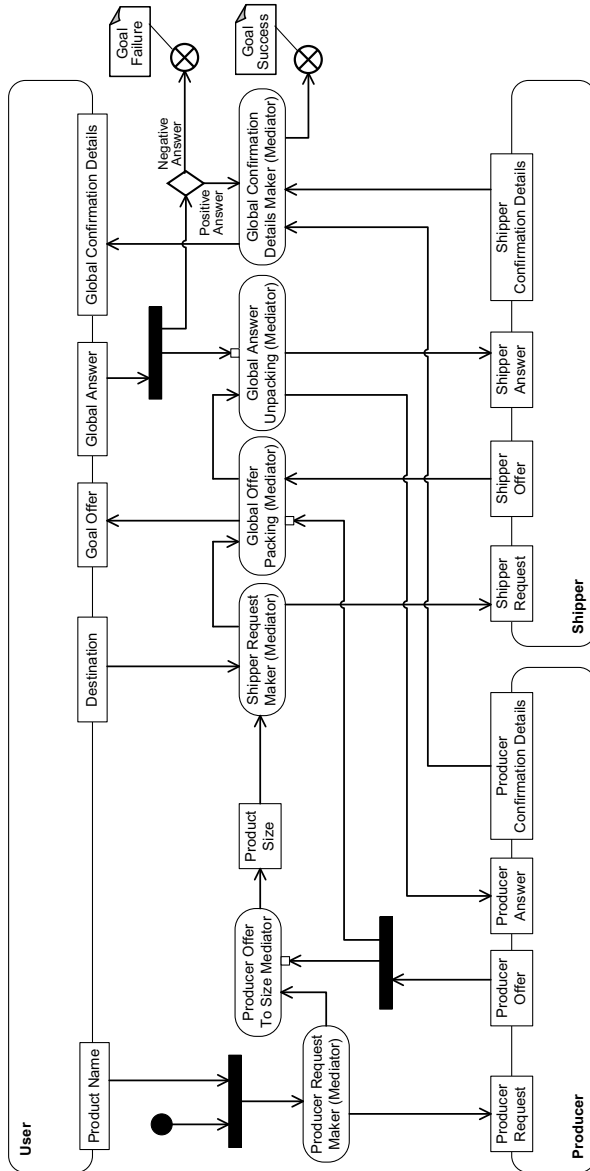 User
Product Name
Destination
Goal Offer
Global Answer
Global Confirmation Details
Goal
Failure
Negative
Answer
Positive
Answer
Goal
Success
Producer Request
Maker (Mediator)
Producer Offer
To Size Mediator
Product
Size
Shipper Request
Maker (Mediator)
Global Offer
Packing (Mediator)
Global Answer
Unpacking (Mediator)
Global Confirmation
Details Maker (Mediator)
Producer
Request
Producer
Offer
Producer
Answer
Producer
Confirmation Details
Shipper
Request
Shipper
Offer
Shipper
Answer
Shipper
Confirmation Details
Producer
Shipper